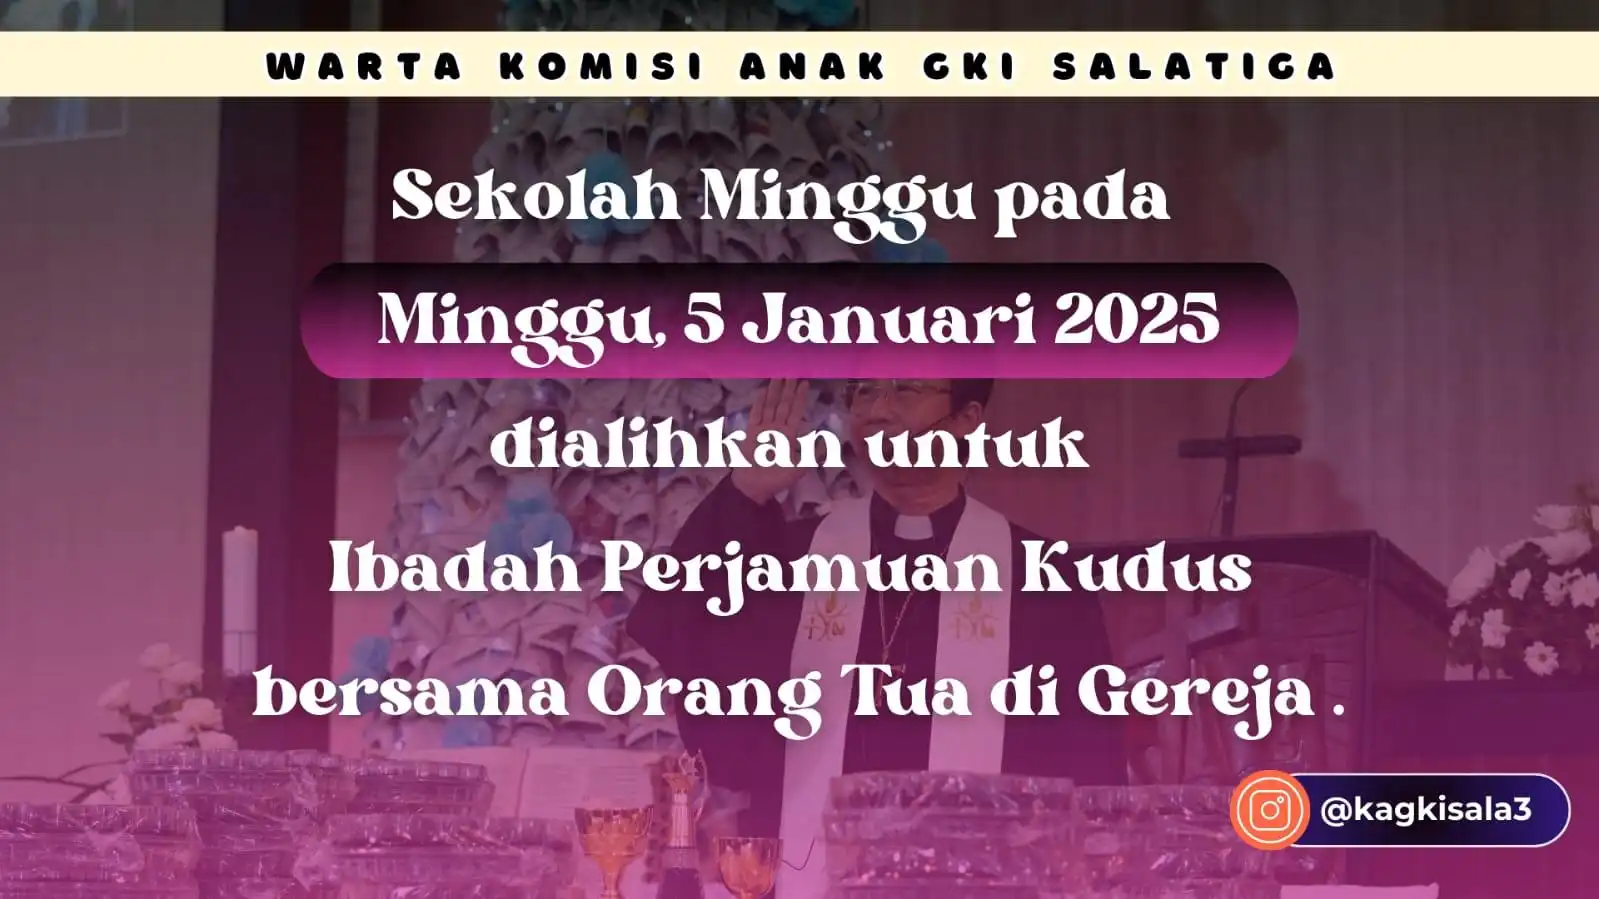 WARTA KOMISI ANAK GKI SALATIGA
Sekolah Minggu pada
Minggu, 5 Januari 2025
dialihkan untuk
Ibadah Perjamuan Kudus
bersama Orang Tua di Gereja .
@kagkisala3